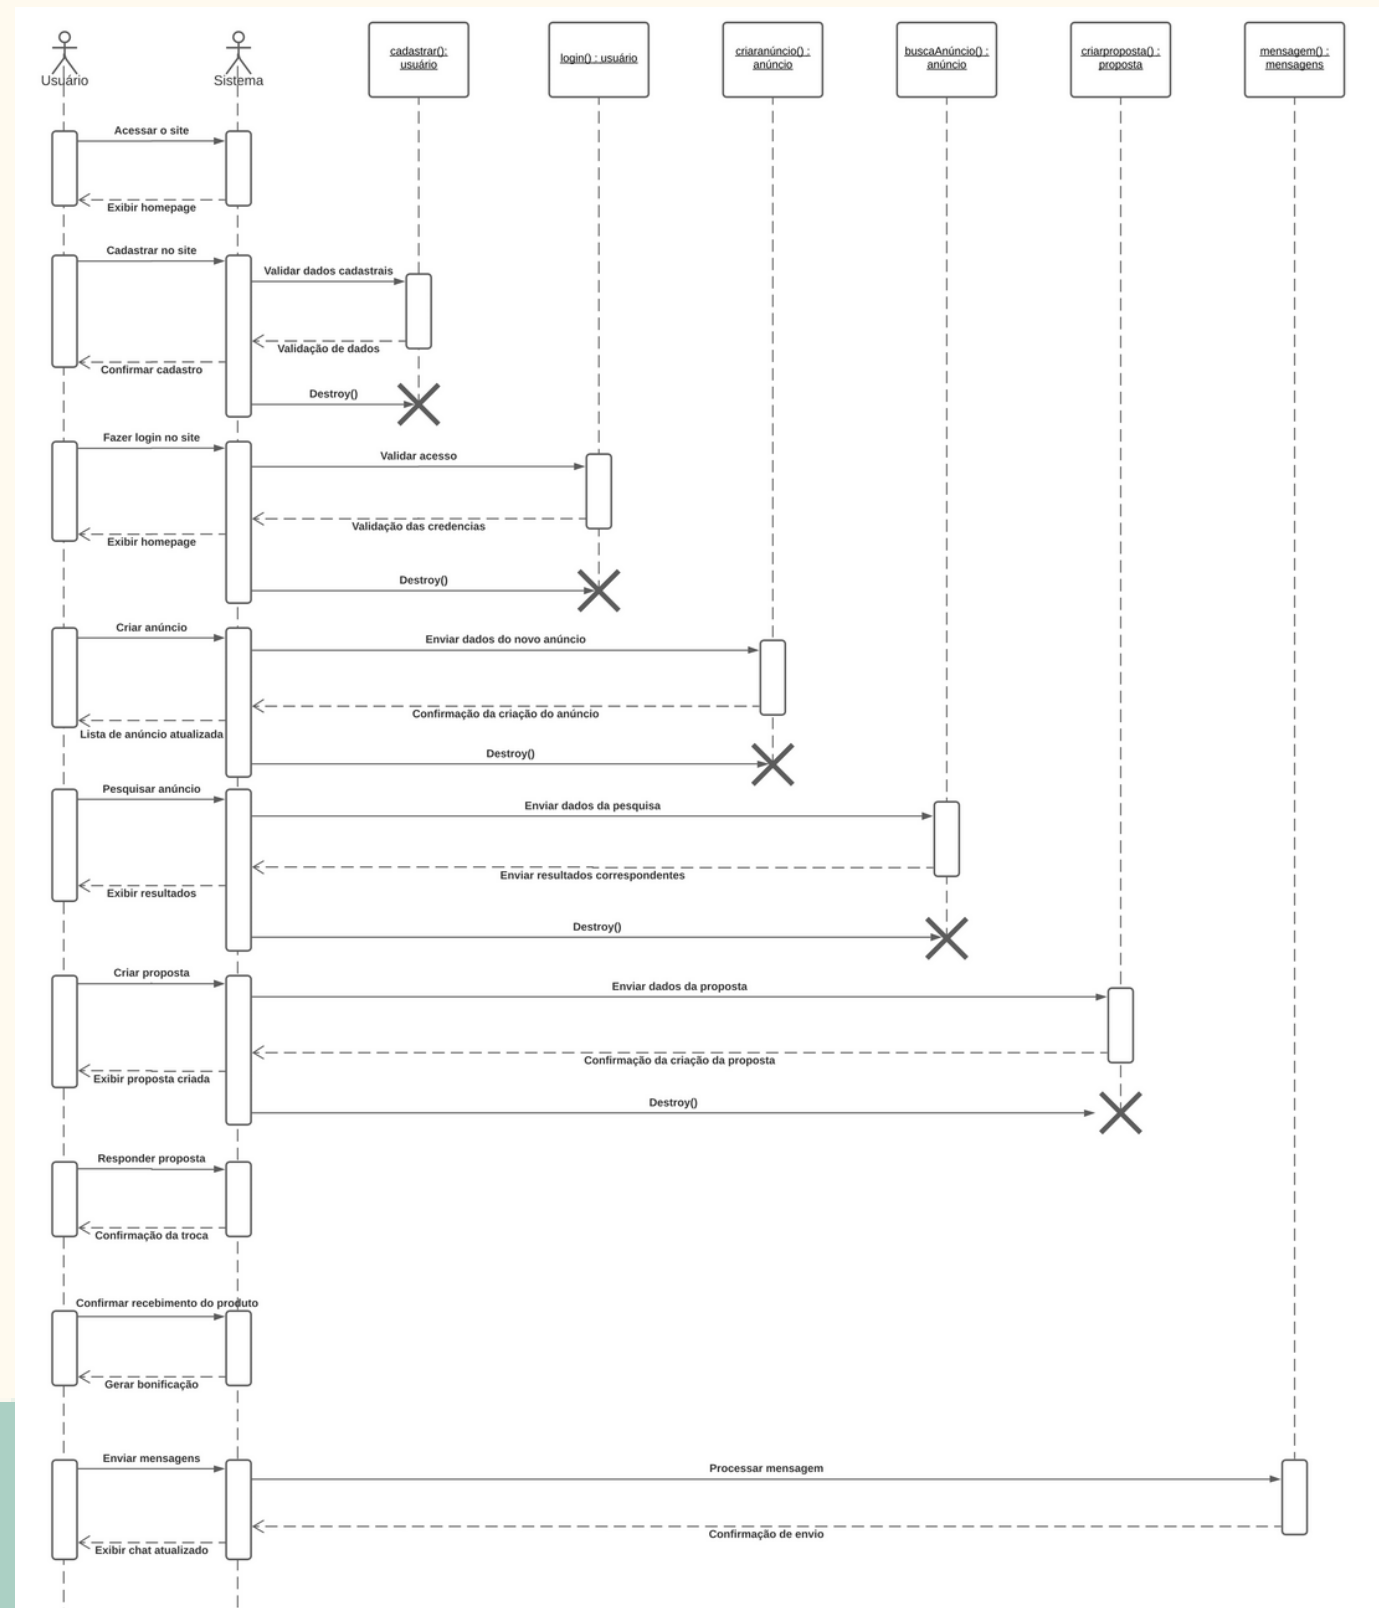 Usuário
Sistema
cadastrar():
usuário
login() : usuário
criaranúncio() :
anúncio
buscaAnúncio() :
anúncio
criarproposta() :
proposta
mensagem() :
mensagens
Acessar o site
Exibir homepage
Cadastrar no site
Validar dados cadastrais
Validação de dados
Confirmar cadastro
Destroy()
Fazer login no site
Validar acesso
Validação das credencias
Exibir homepage
Destroy()
Criar anúncio
Enviar dados do novo anúncio
Confirmação da criação do anúncio
Lista de anúncio atualizada
Destroy()
Pesquisar anúncio
Enviar dados da pesquisa
Enviar resultados correspondentes
Exibir resultados
Destroy()
Criar proposta
Enviar dados da proposta
Confirmação da criação da proposta
Exibir proposta criada
Destroy()
Responder proposta
Confirmação da troca
Confirmar recebimento do produto
Gerar bonificação
Enviar mensagens
Processar mensagem
Confirmação de envio
Exibir chat atualizado